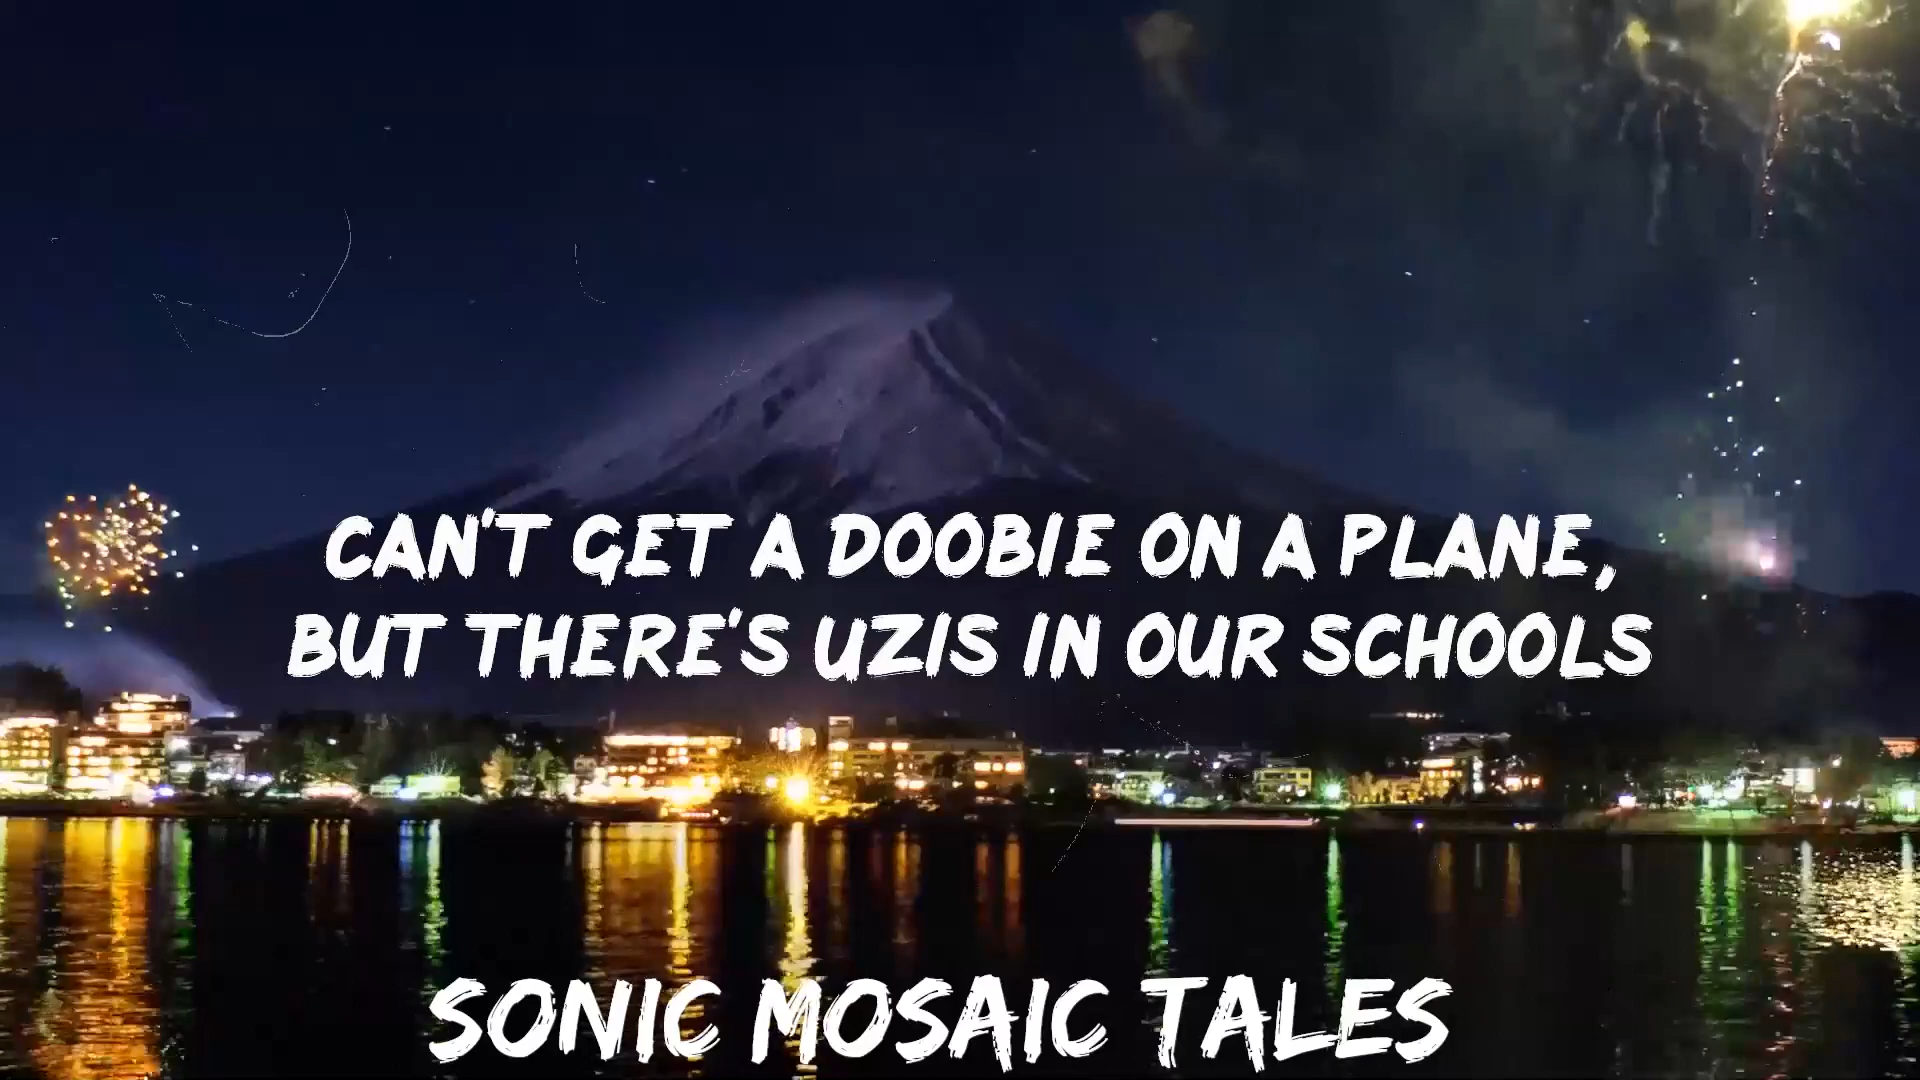 CAN'T GET A DOOBIE ON A PLANE,
BUT THERE'S UZIS IN OUR SCHOOLS
SONIC MOSAIC TALES